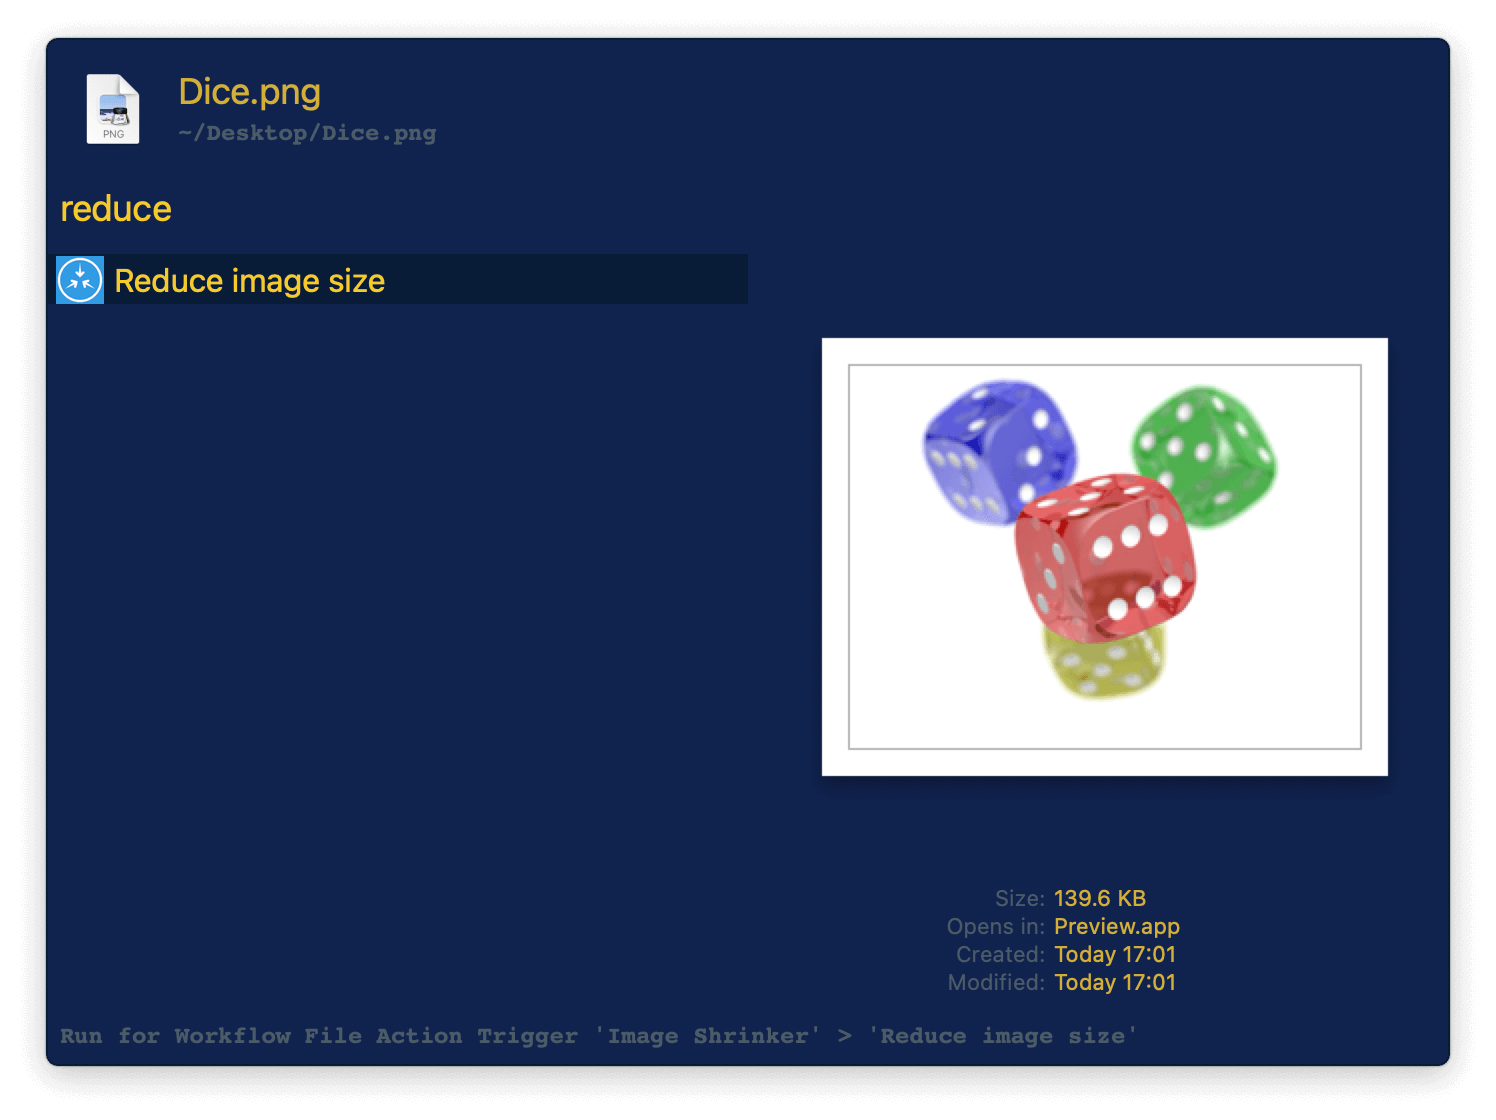 Dice.png
~/Desktop/Dice.png
PNG
reduce
Reduce image size
Size: 139.6 KB
Opens in: Preview.app
Created: Today 17:01
Modified: Today 17:01
Run for Workflow File Action Trigger 'Image Shrinker' > 'Reduce image size'